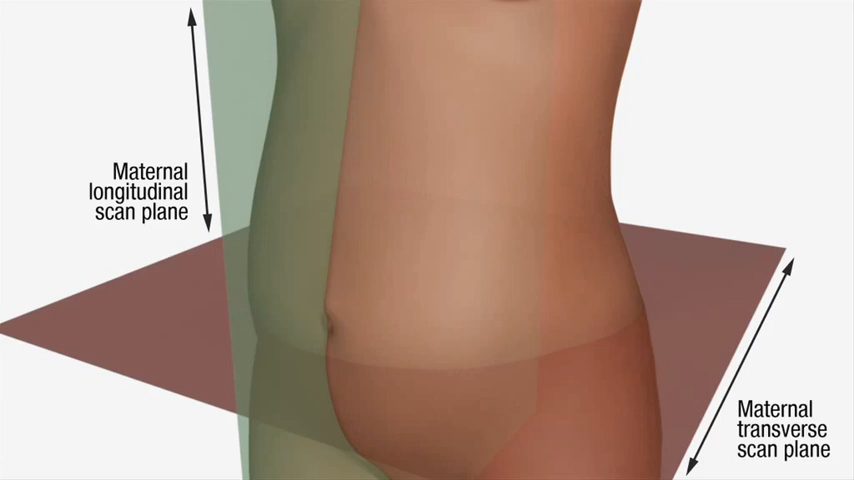 Maternal
longitudinal
scan plane
Maternal
transverse
scan plane